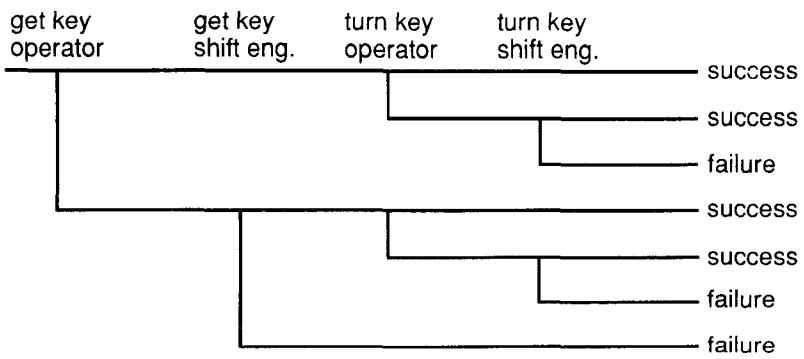 get key
operator
get key
shift eng.
turn key
operator
turn key
shift eng.
success
success
failure
success
success
failure
failure